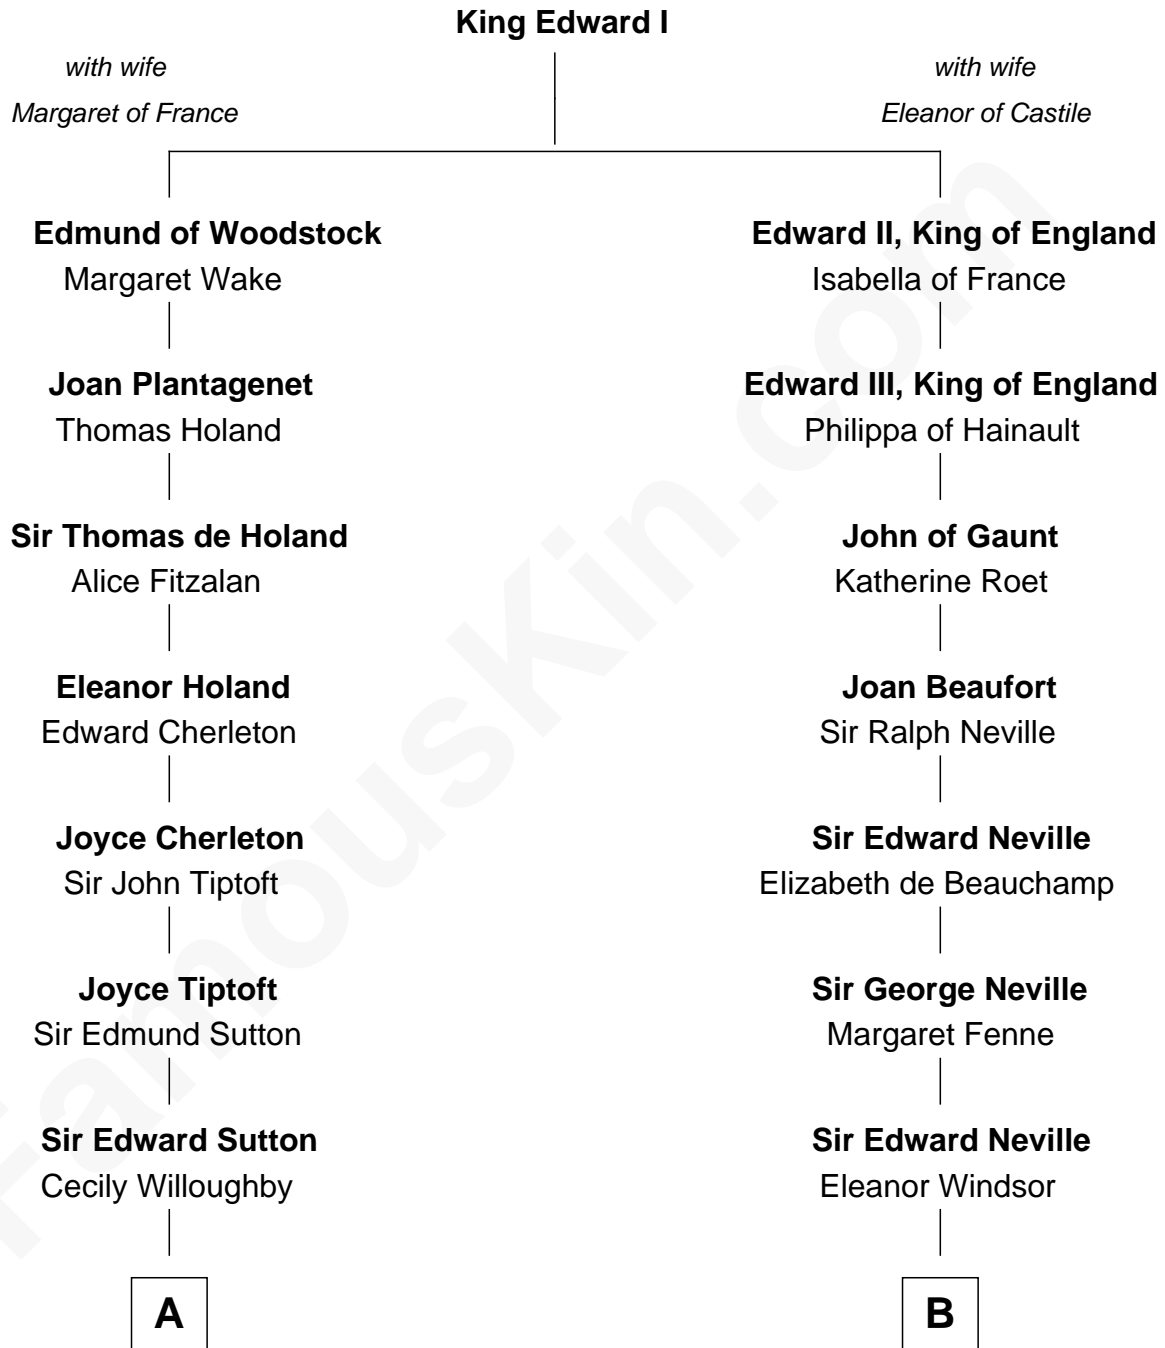 King Edward I
with wife
Margaret of France
with wife
Eleanor of Castile
Edmund of Woodstock
Margaret Wake
Edward II, King of England
Isabella of France
Joan Plantagenet
Thomas Holand
Edward III, King of England
Philippa of Hainault
Sir Thomas de Holand
Alice Fitzalan
John of Gaunt
Katherine Roet
Eleanor Holand
Edward Cherleton
Joan Beaufort
Sir Ralph Neville
Joyce Cherleton
Sir John Tiptoft
Sir Edward Neville
Elizabeth de Beauchamp
Joyce Tiptoft
Sir Edmund Sutton
Sir George Neville
Margaret Fenne
Sir Edward Sutton
Cecily Willoughby
Sir Edward Neville
Eleanor Windsor
A
B
FamousKin.com